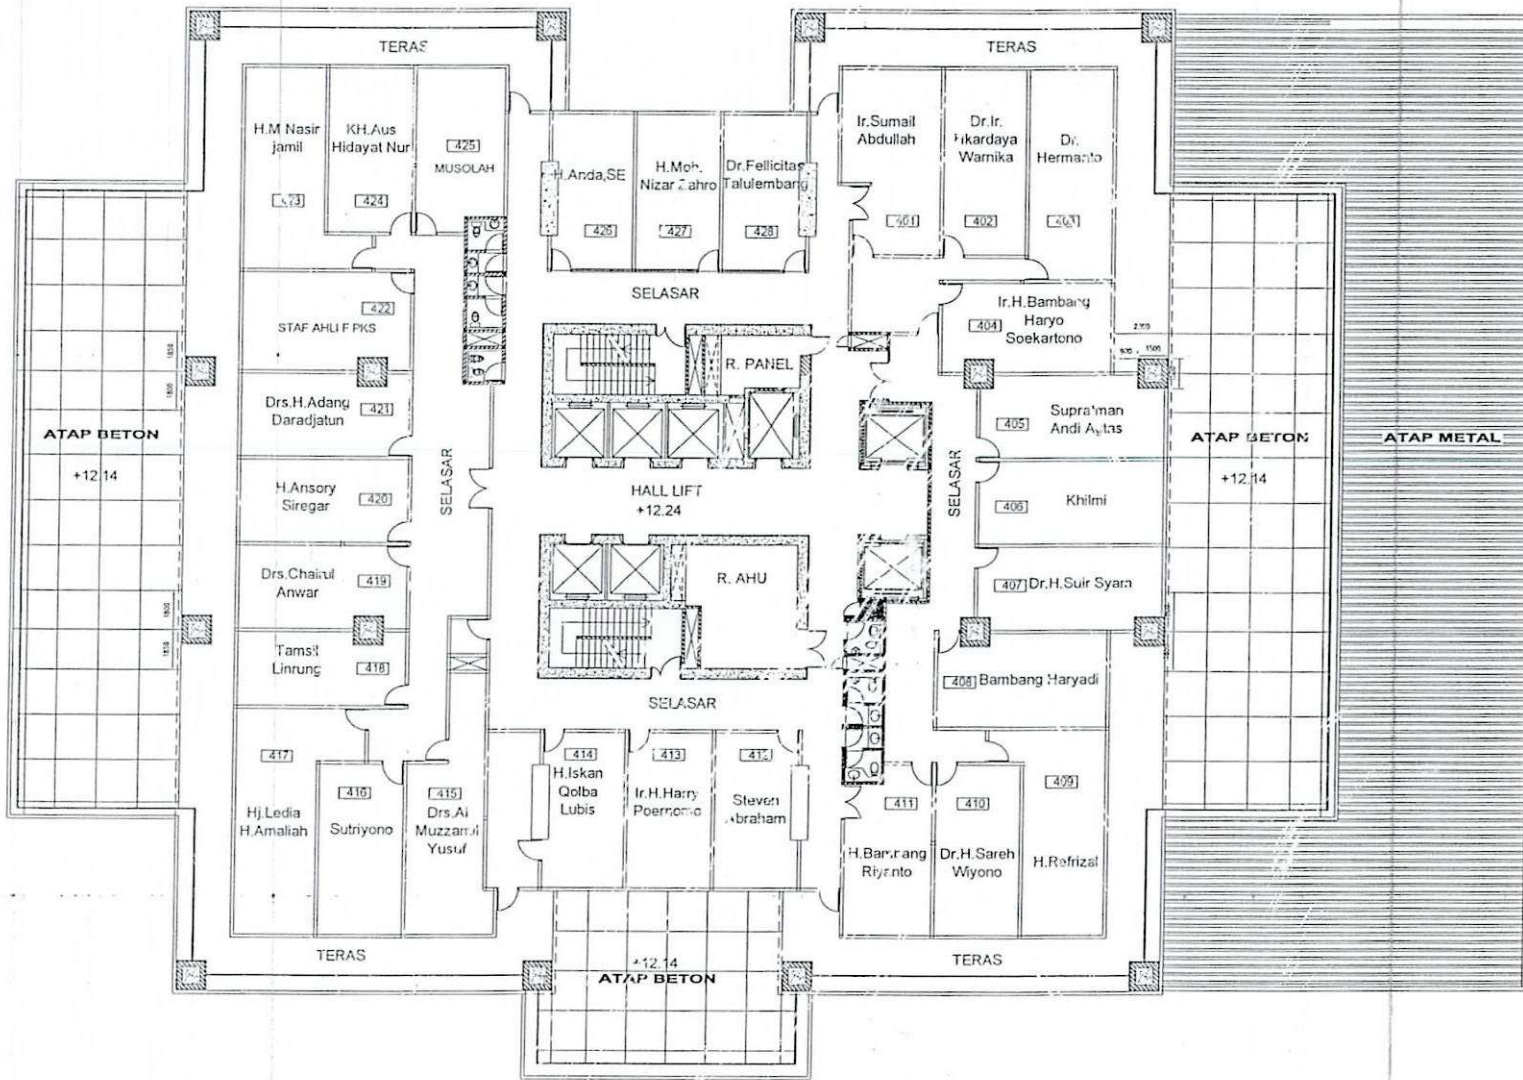 TERAS
TERAS
H.M Nasir
jamil
KH.Aus
Hidayat Nur
424
425
MUSOLAH
H.Anda,SE
426
H.Moh.
Nizar Zahro
427
Dr.Fellicitas
Talulembang
428
Ir.Sumail
Abdullah
401
Dr.Ir.
Warnika
402
Dr.
Hermanto
403
422
STAF AHLI F PKS
SELASAR
404
Ir.H.Bambang
Haryo
Soekartono
R. PANEL
Drs.H.Adang
Daradjatun
421
405
Andi
ATAP BETON
+12.14
ATAP BETON
+12.14
ATAP METAL
H.Ansory
Siregar
420
SELASAR
HALL LIFT
+12.24
SELASAR
406
Khilmi
Drs.Chairul
Anwar
419
R. AHU
407 Dr.H.Suir Syam
Tamsil
Linrung
418
408 Bambang Haryadi
SELASAR
417
Hj.Ledia
H.Amaliah
416
Sutriyono
415
Drs.Al
Yusuf
414
H.Iskan
Qolba
Lubis
413
Ir.H.Harry
Poernomo
412
Steven
Abraham
411
H.Bambang
Riyanto
410
Dr.H.Sareh
Wiyono
409
H.Refrizal
TERAS
+12.14
ATAP BETON
TERAS